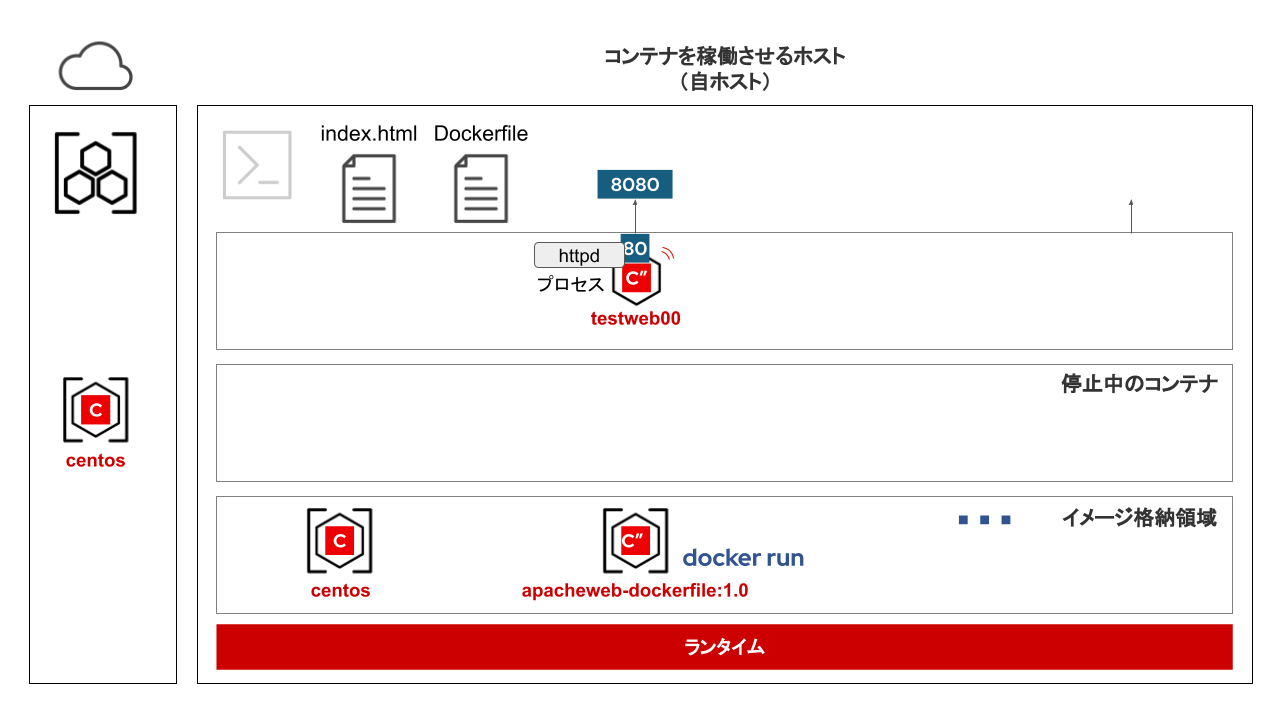 コンテナを稼働させるホスト
（自ホスト）
index.html Dockerfile
8080
httpd
80
プロセス
C"
testweb00
停止中のコンテナ
C
centos
イメージ格納領域
C
C"
docker run
centos
apacheweb-dockerfile:1.0
ランタイム